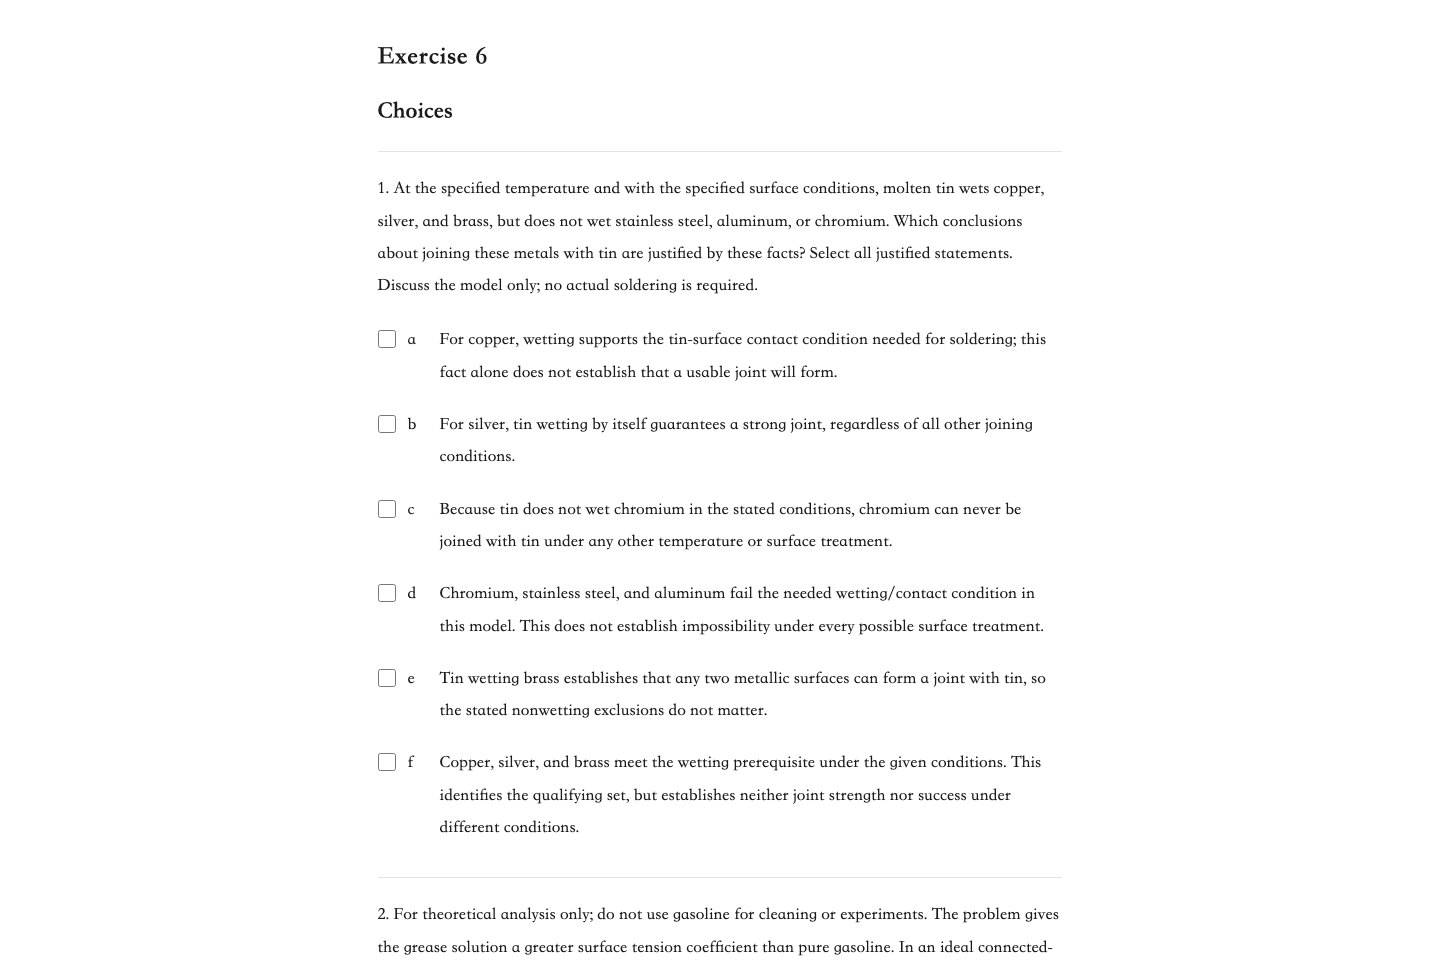 Exercise 6
Choices
1. At the specified temperature and with the specified surface conditions, molten tin wets copper,
silver, and brass, but does not wet stainless steel, aluminum, or chromium. Which conclusions
about joining these metals with tin are justified by these facts? Select all justified statements.
Discuss the model only; no actual soldering is required.
a For copper, wetting supports the tin-surface contact condition needed for soldering; this
fact alone does not establish that a usable joint will form.
b For silver, tin wetting by itself guarantees a strong joint, regardless of all other joining
conditions.
c Because tin does not wet chromium in the stated conditions, chromium can never be
joined with tin under any other temperature or surface treatment.
d Chromium, stainless steel, and aluminum fail the needed wetting/contact condition in
this model. This does not establish impossibility under every possible surface treatment.
e Tin wetting brass establishes that any two metallic surfaces can form a joint with tin, so
the stated nonwetting exclusions do not matter.
f Copper, silver, and brass meet the wetting prerequisite under the given conditions. This
identifies the qualifying set, but establishes neither joint strength nor success under
different conditions.
2. For theoretical analysis only; do not use gasoline for cleaning or experiments. The problem gives
the grease solution a greater surface tension coefficient than pure gasoline. In an ideal connected-